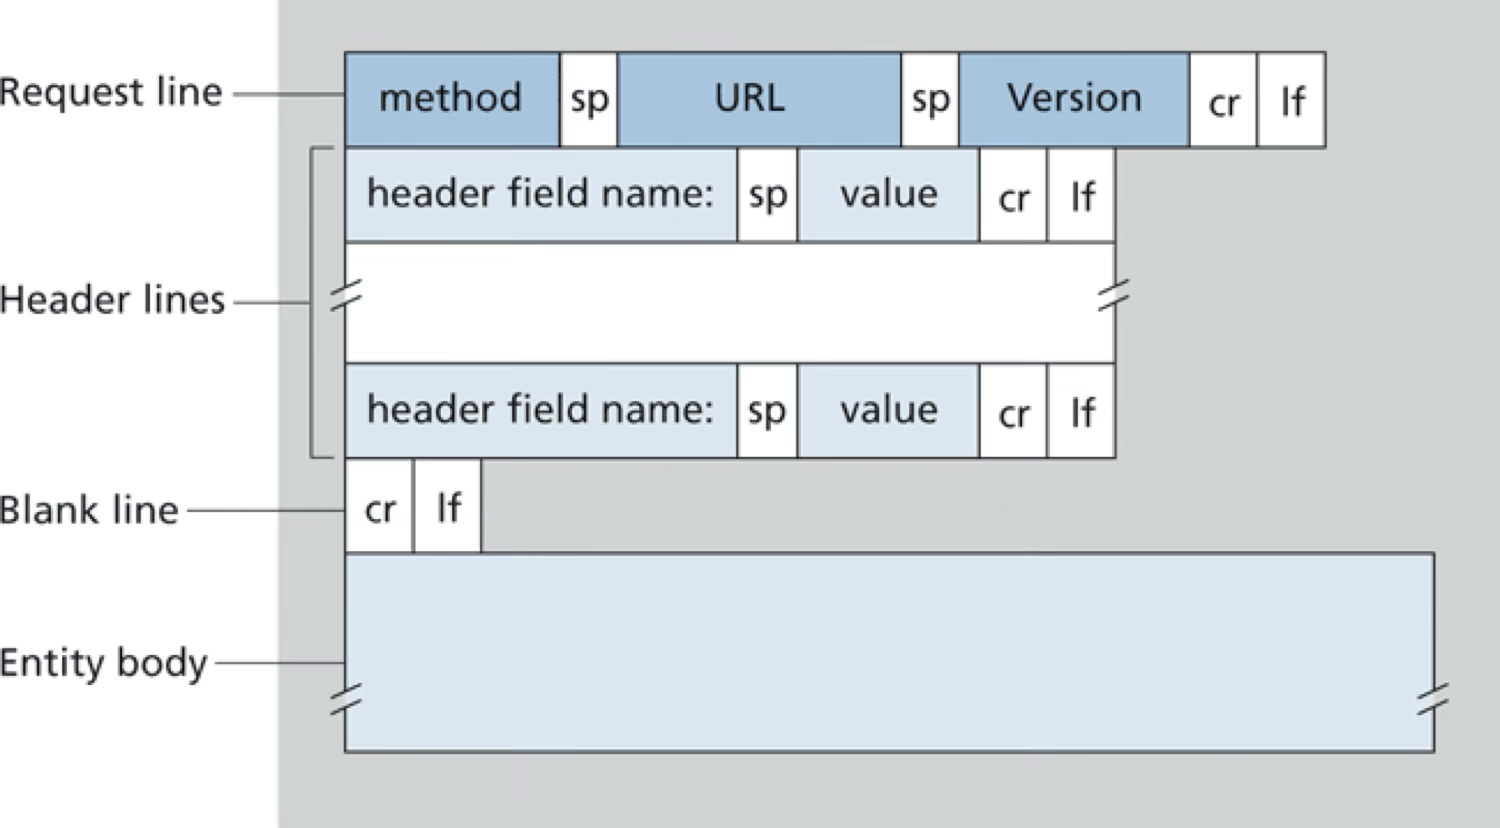 Request line method sp URL sp Version cr lf
header field name: sp value cr lf
Header lines
header field name: sp value cr lf
Blank line cr lf
Entity body